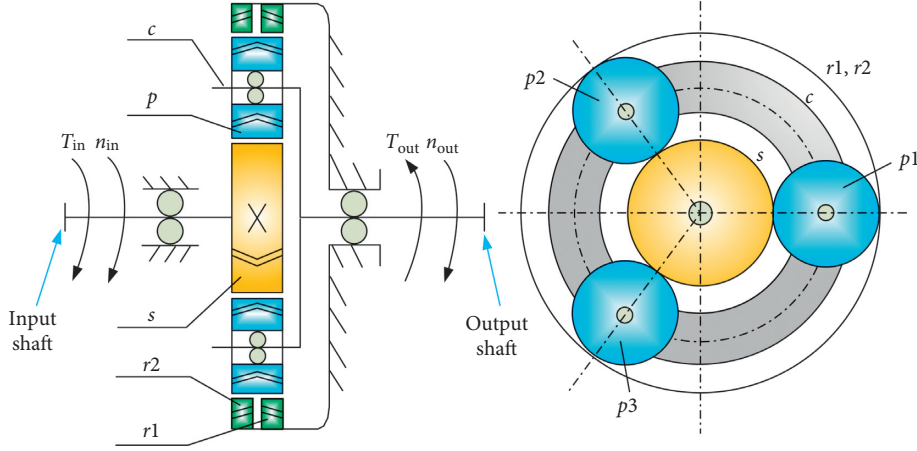 c
p
T_in n_in
Input
shaft
s
r2
r1
T_out n_out
Output
shaft
r1, r2
c
p2
s
p1
p3